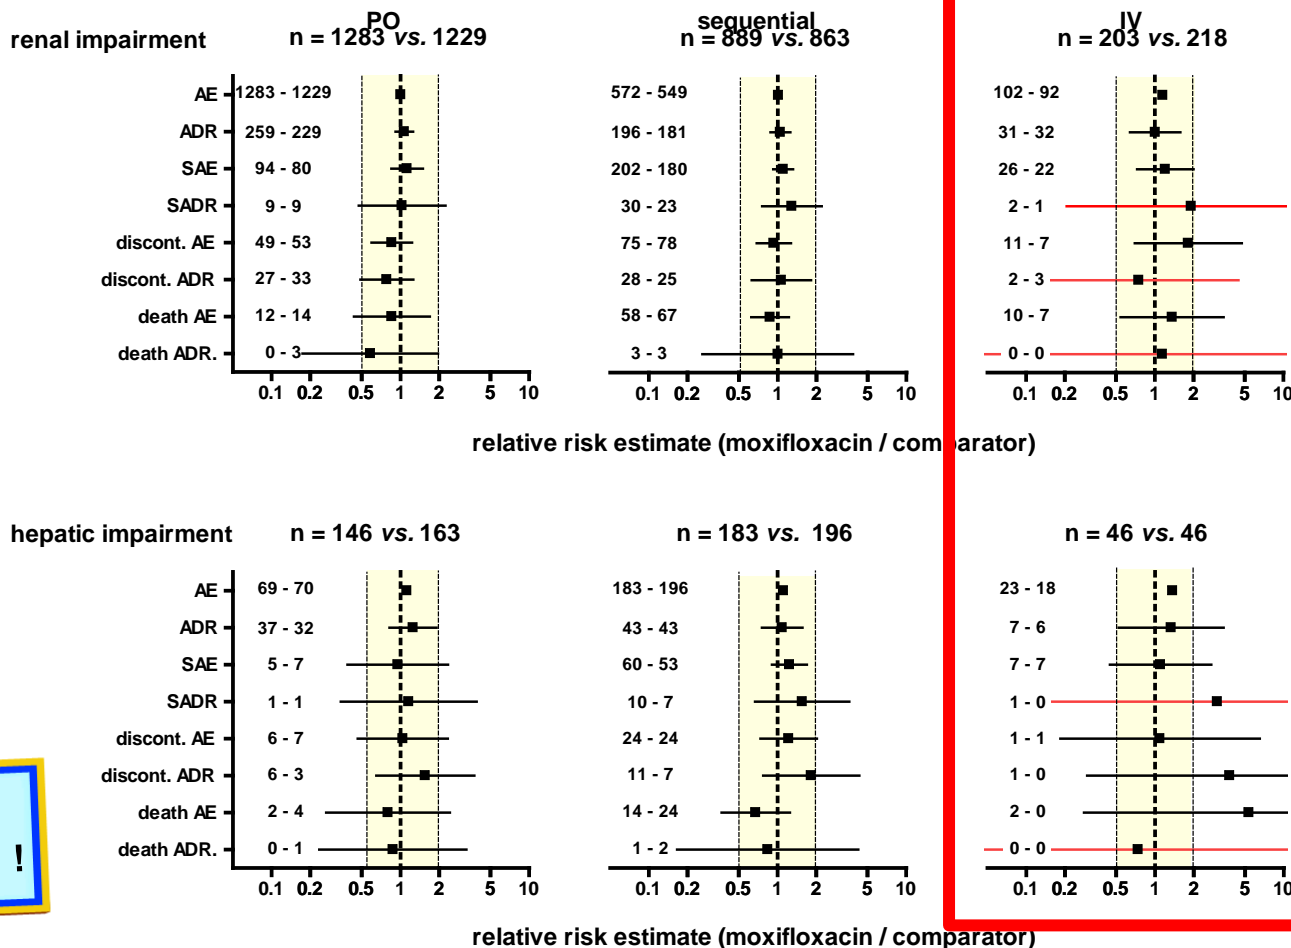 PO sequential IV
renal impairment n = 1283 vs. 1229 n = 889 vs. 863 n = 203 vs. 218
AE 1283 - 1229 572 - 549 102 - 92
ADR 259 - 229 196 - 181 31 - 32
SAE 94 - 80 202 - 180 26 - 22
SADR 9 - 9 30 - 23 2 - 1
discont. AE 49 - 53 75 - 78 11 - 7
discont. ADR 27 - 33 28 - 25 2 - 3
death AE 12 - 14 58 - 67 10 - 7
death ADR. 0 - 3 3 - 3 0 - 0
0.1 0.2 0.5 1 2 5 10 0.1 0.2 0.5 1 2 5 10 0.1 0.2 0.5 1 2 5 10
relative risk estimate (moxifloxacin / comparator)
hepatic impairment n = 146 vs. 163 n = 183 vs. 196 n = 46 vs. 46
AE 69 - 70 183 - 196 23 - 18
ADR 37 - 32 43 - 43 7 - 6
SAE 5 - 7 60 - 53 7 - 7
SADR 1 - 1 10 - 7 1 - 0
discont. AE 6 - 7 24 - 24 1 - 1
discont. ADR 6 - 3 11 - 7 1 - 0
death AE 2 - 4 14 - 24 2 - 0
! death ADR. 0 - 1 1 - 2 0 - 0
0.1 0.2 0.5 1 2 5 10 0.1 0.2 0.5 1 2 5 10 0.1 0.2 0.5 1 2 5 10
relative risk estimate (moxifloxacin / comparator)